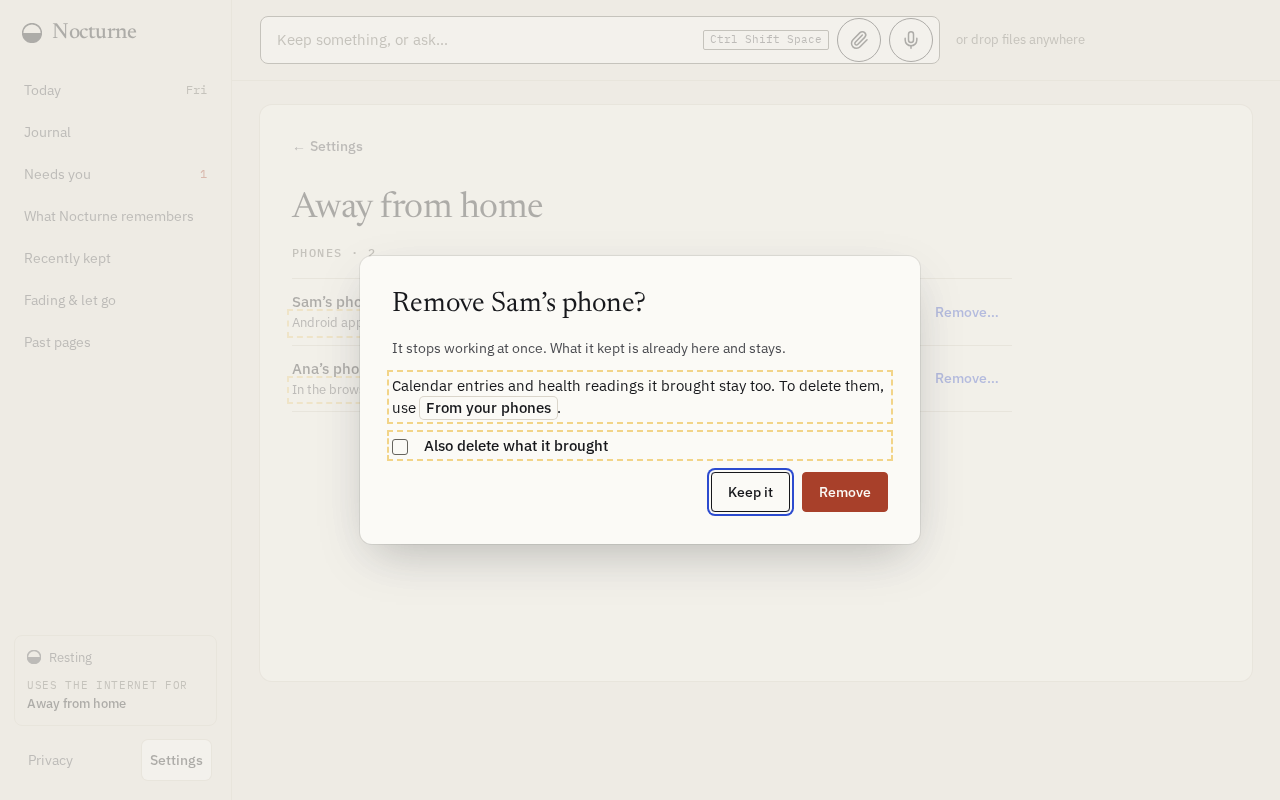 Nocturne
Keep something, or ask...
Ctrl Shift Space
or drop files anywhere
Today
Fri
Journal
Needs you
1
What Nocturne remembers
Recently kept
Fading & let go
Past pages
← Settings
Away from home
PHONES · 2
Sam's pho
Android app
Remove...
Ana's pho
In the brow
Remove...
Remove Sam's phone?
It stops working at once. What it kept is already here and stays.
Calendar entries and health readings it brought stay too. To delete them,
use From your phones.
Also delete what it brought
Keep it
Remove
Resting
USES THE INTERNET FOR
Away from home
Privacy
Settings